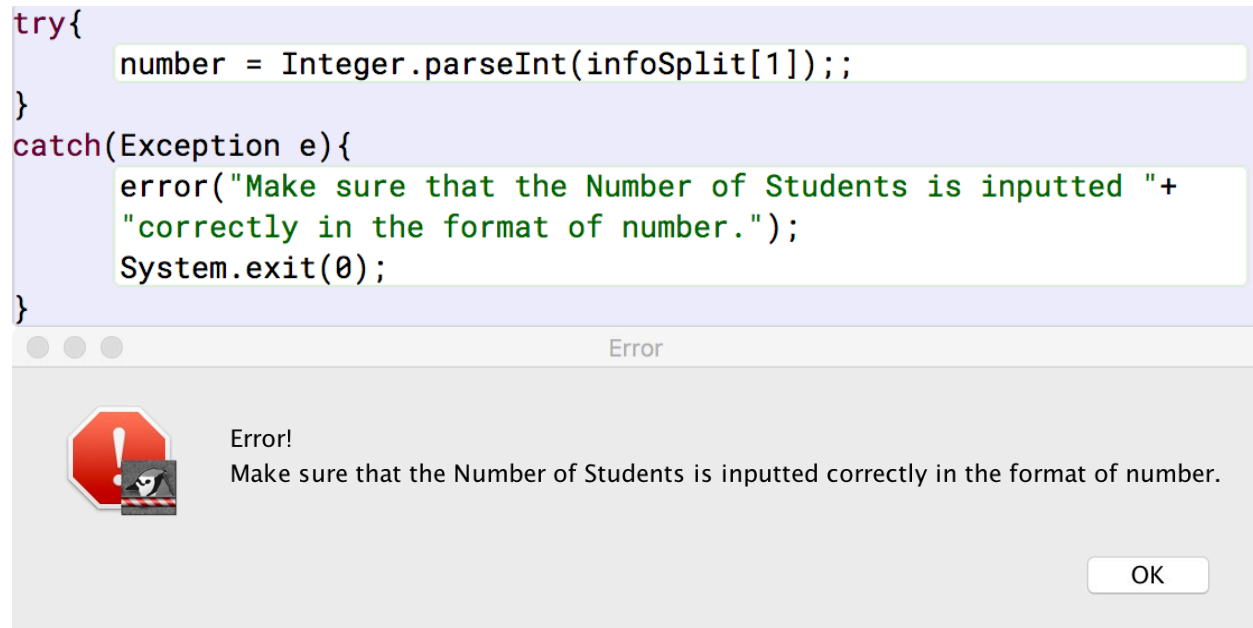 try{
number = Integer.parseInt(infoSplit[1]);;
}
catch(Exception e){
error("Make sure that the Number of Students is inputted "+
"correctly in the format of number.");
System.exit(0);
}
Error
Error!
Make sure that the Number of Students is inputted correctly in the format of number.
OK